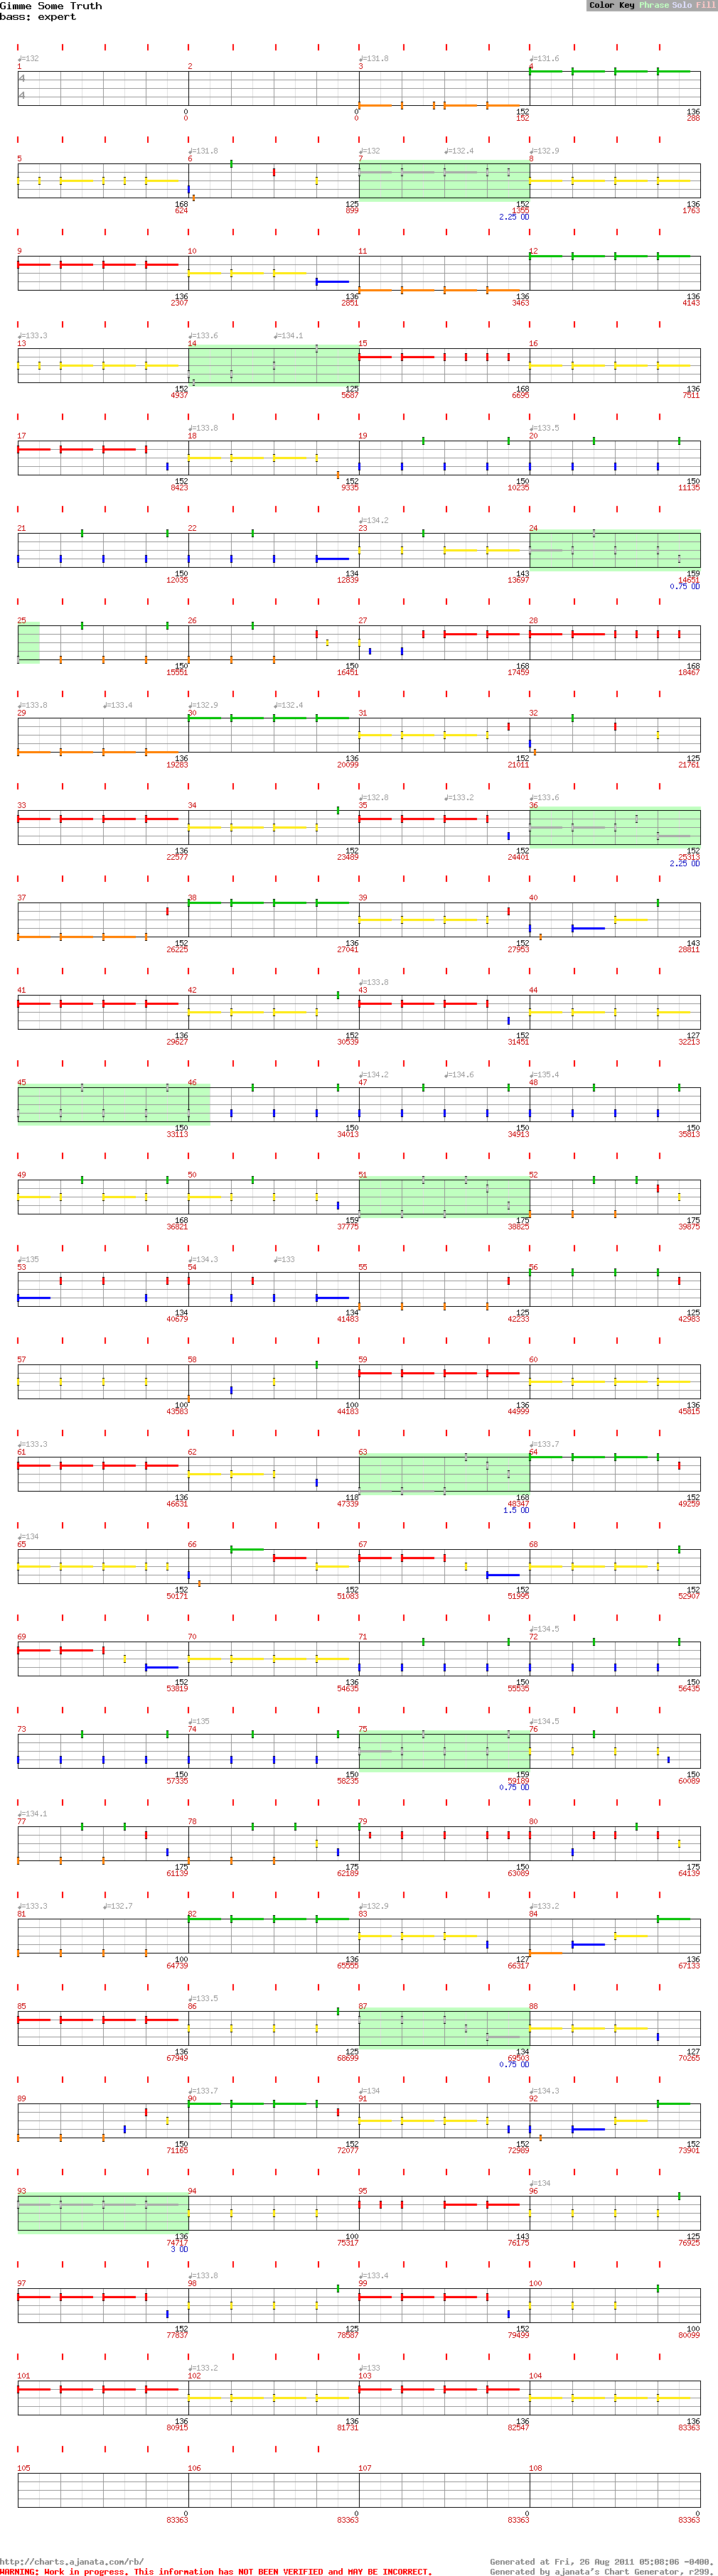 Gimme Some Truth
bass: expert
Color Key Phrase Solo Fill
♩=132 ♩=131.8 ♩=131.6
1 2 3 4
4
4
0 0 152 136
0 0 152 288
♩=131.8 ♩=132 ♩=132.4 ♩=132.9
5 6 7 8
168 125 152 136
624 899 1355 1763
2.25 OD
9 10 11 12
136 136 152 136
2307 2851 3463 4143
♩=133.3 ♩=133.6 ♩=134.1
13 14 15 16
152 125 168 136
4937 5687 6695 7511
♩=133.8 ♩=133.5
17 18 19 20
152 152 150 150
8423 9335 10235 11135
♩=134.2
21 22 23 24
150 134 143 159
12035 12839 13697 14651
0.75 OD
25 26 27 28
150 150 168 168
15551 16451 17459 18467
♩=133.8 ♩=133.4 ♩=132.9 ♩=132.4
29 30 31 32
136 136 152 125
19283 20099 21011 21761
♩=132.8 ♩=133.2 ♩=133.6
33 34 35 36
136 152 152 152
22577 23489 24401 25313
2.25 OD
37 38 39 40
152 136 152 143
26225 27041 27953 28811
♩=133.8
41 42 43 44
136 152 152 127
29627 30539 31451 32213
♩=134.2 ♩=134.6 ♩=135.4
45 46 47 48
150 150 150 150
33113 34013 34913 35813
49 50 51 52
168 159 175 175
36821 37775 38825 39875
♩=135 ♩=134.3 ♩=133
53 54 55 56
134 134 125 125
40679 41483 42233 42983
57 58 59 60
100 100 136 136
43583 44183 44999 45815
♩=133.3 ♩=133.7
61 62 63 64
136 118 168 152
46631 47339 48347 49259
1.5 OD
♩=134
65 66 67 68
152 152 152 152
50171 51083 51995 52907
♩=134.5
69 70 71 72
152 136 150 150
53819 54635 55535 56435
♩=135 ♩=134.5
73 74 75 76
150 150 159 150
57335 58235 59189 60089
0.75 OD
♩=134.1
77 78 79 80
175 175 150 175
61139 62189 63089 64139
♩=133.3 ♩=132.7 ♩=132.9 ♩=133.2
81 82 83 84
100 136 127 136
64739 65555 66317 67133
♩=133.5
85 86 87 88
136 125 134 127
67949 68699 69503 70265
0.75 OD
♩=133.7 ♩=134 ♩=134.3
89 90 91 92
150 152 152 152
71165 72077 72989 73901
♩=134
93 94 95 96
136 100 143 125
74717 75317 76175 76925
3 OD
♩=133.8 ♩=133.4
97 98 99 100
152 125 152 100
77837 78587 79499 80099
♩=133.2 ♩=133
101 102 103 104
136 136 136 136
80915 81731 82547 83363
105 106 107 108
0 0 0 0
83363 83363 83363 83363
http://charts.ajanata.com/rb/ Generated at Fri, 26 Aug 2011 05:08:06 -0400.
WARNING: Work in progress. This information has NOT BEEN VERIFIED and MAY BE INCORRECT. Generated by ajanata's Chart Generator, r299.